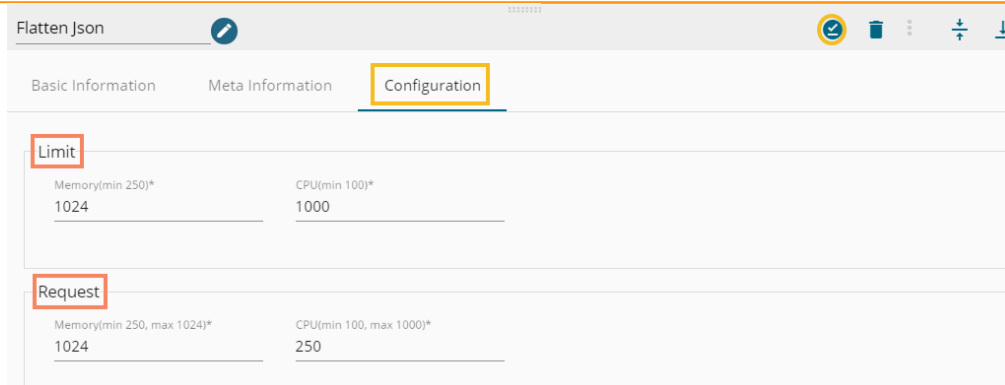 Flatten Json
Basic Information Meta Information Configuration
Limit
Memory(min 250)* CPU(min 100)*
1024 1000
Request
Memory(min 250, max 1024)* CPU(min 100, max 1000)*
1024 250